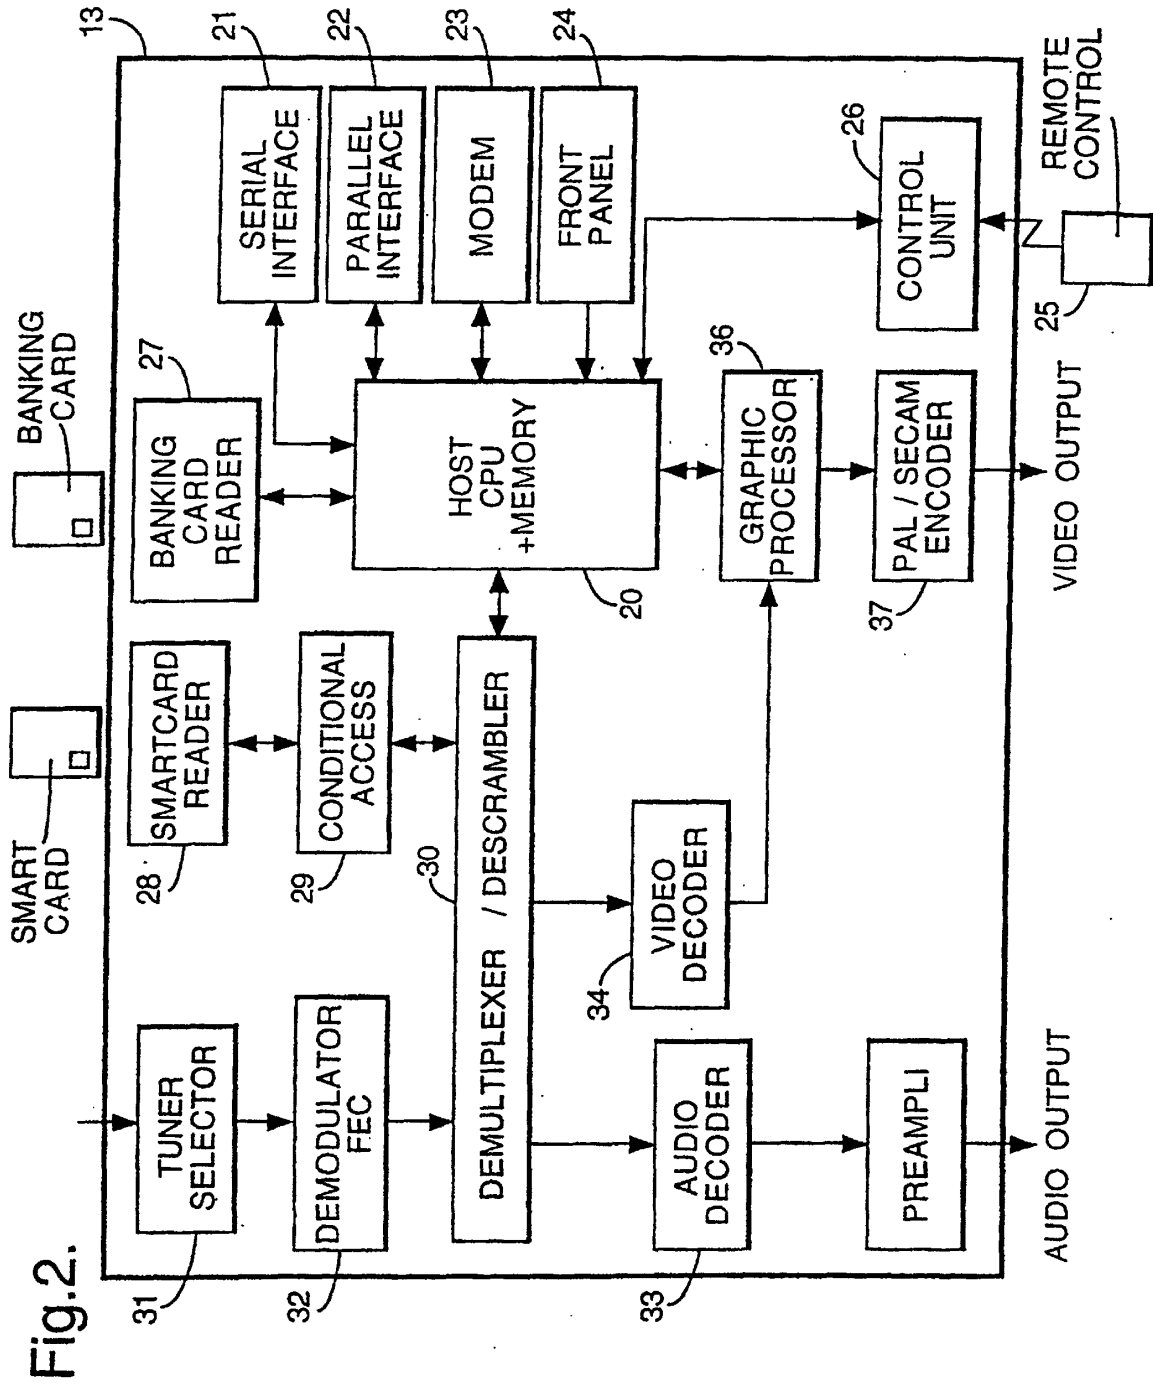 Fig.2.
SMART
CARD
BANKING
CARD
13
31
TUNER
SELECTOR
28
SMARTCARD
READER
27
BANKING
CARD
READER
21
SERIAL
INTERFACE
22
PARALLEL
INTERFACE
23
MODEM
24
FRONT
PANEL
32
DEMODULATOR
FEC
29
CONDITIONAL
ACCESS
30
DEMULTIPLEXER / DESCRAMBLER
HOST
CPU
+MEMORY
20
33
AUDIO
DECODER
34
VIDEO
DECODER
36
GRAPHIC
PROCESSOR
26
CONTROL
UNIT
PREAMPLI
37
PAL / SECAM
ENCODER
25
REMOTE
CONTROL
AUDIO OUTPUT
VIDEO OUTPUT